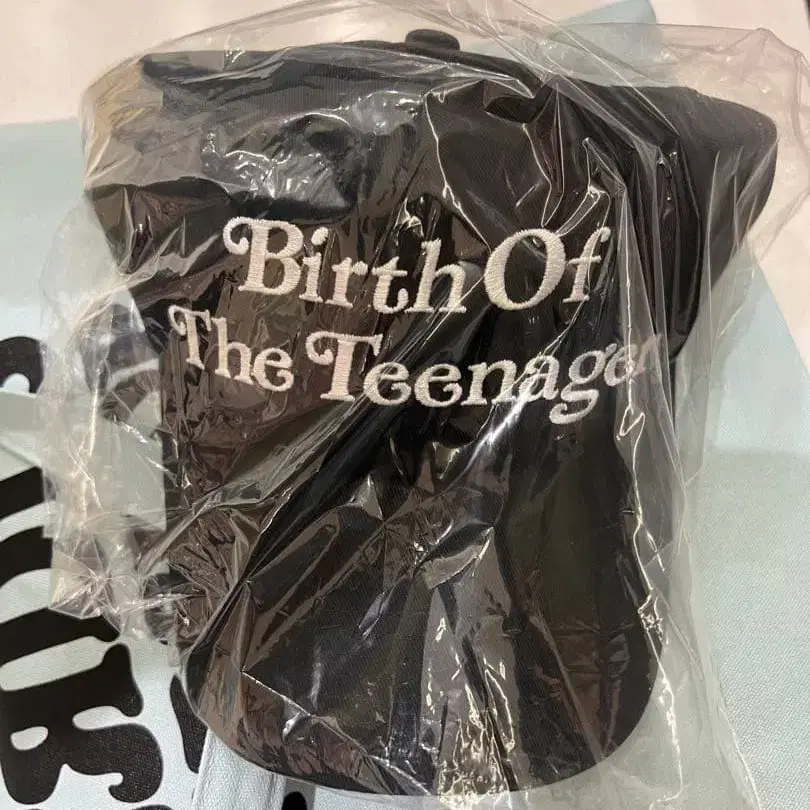 Birth Of
The Teenager